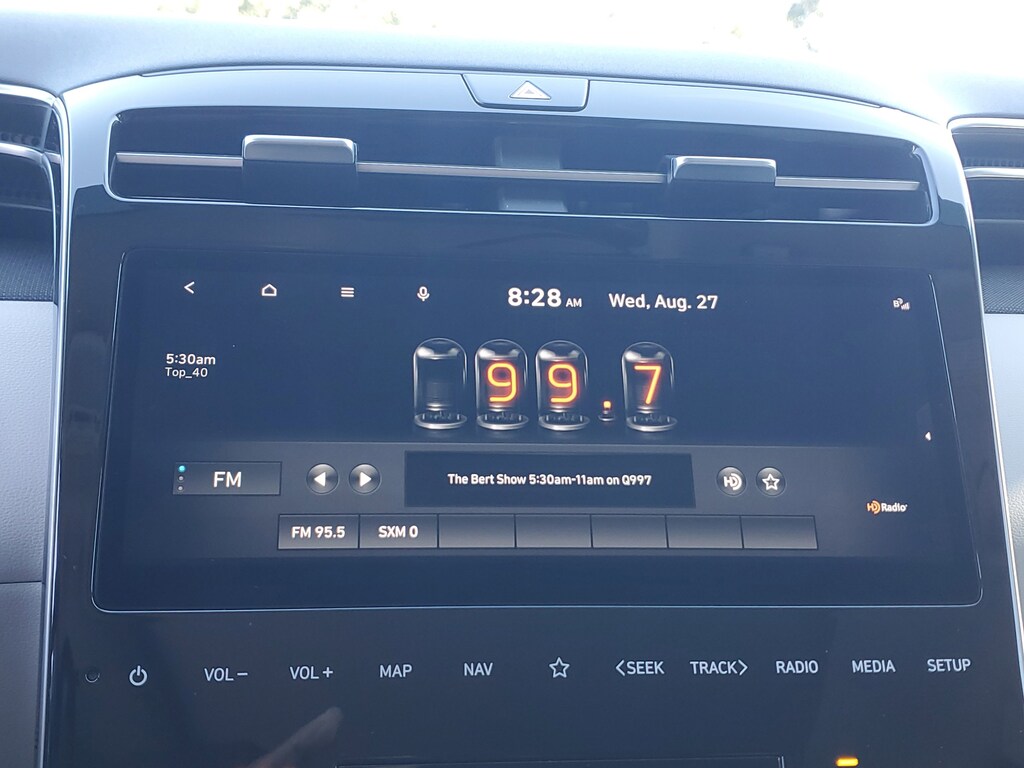 8:28 AM Wed, Aug. 27
5:30am
Top_40
99.7
FM
The Bert Show 5:30am-11am on Q997
HD
HD Radio
FM 95.5
SXM 0
VOL– VOL+ MAP NAV <SEEK TRACK> RADIO MEDIA SETUP